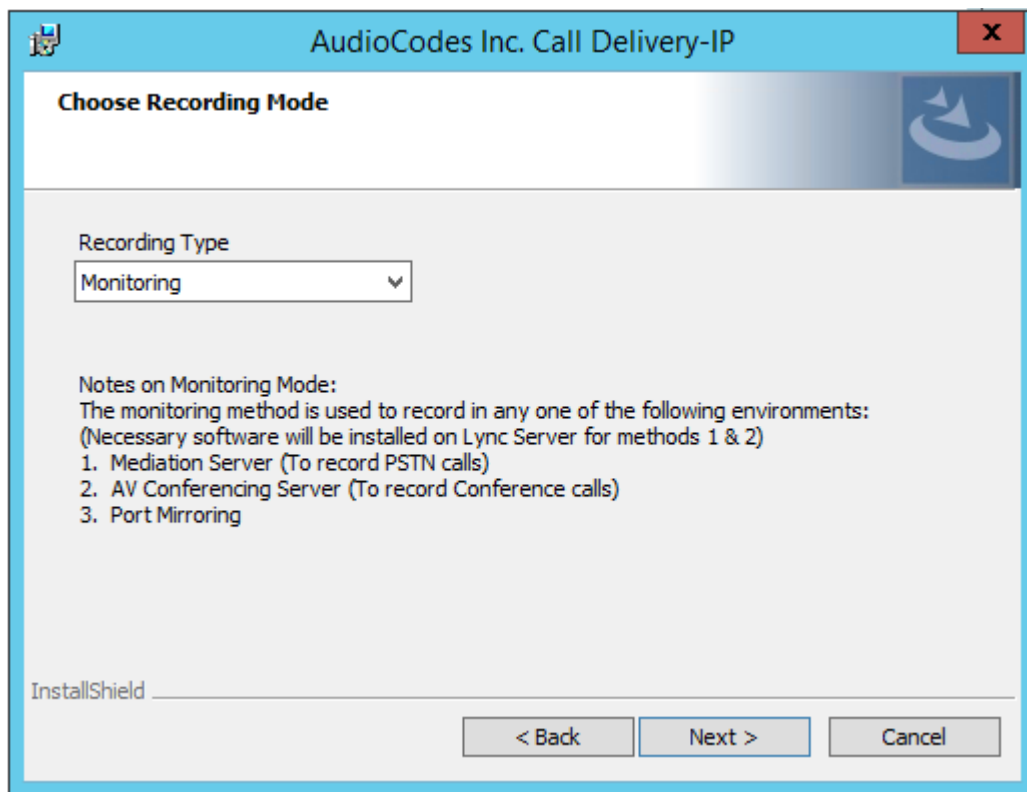 AudioCodes Inc. Call Delivery-IP
x
Choose Recording Mode
Recording Type
Monitoring
Notes on Monitoring Mode:
The monitoring method is used to record in any one of the following environments:
(Necessary software will be installed on Lync Server for methods 1 & 2)
1. Mediation Server (To record PSTN calls)
2. AV Conferencing Server (To record Conference calls)
3. Port Mirroring
InstallShield
< Back
Next >
Cancel